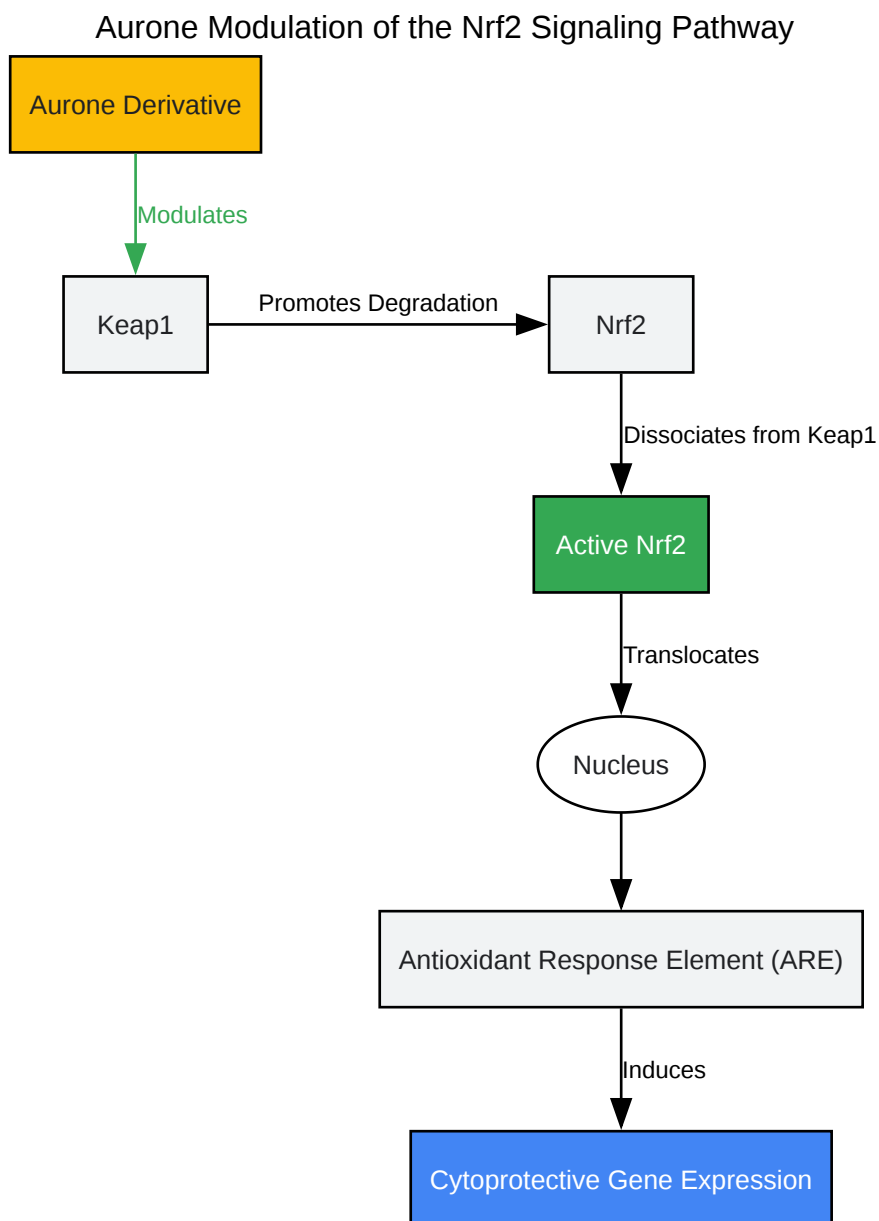 Aurone Modulation of the Nrf2 Signaling Pathway
Aurone Derivative
Modulates
Keap1
Promotes Degradation
Nrf2
Dissociates from Keap1
Active Nrf2
Translocates
Nucleus
Antioxidant Response Element (ARE)
Induces
Cytoprotective Gene Expression